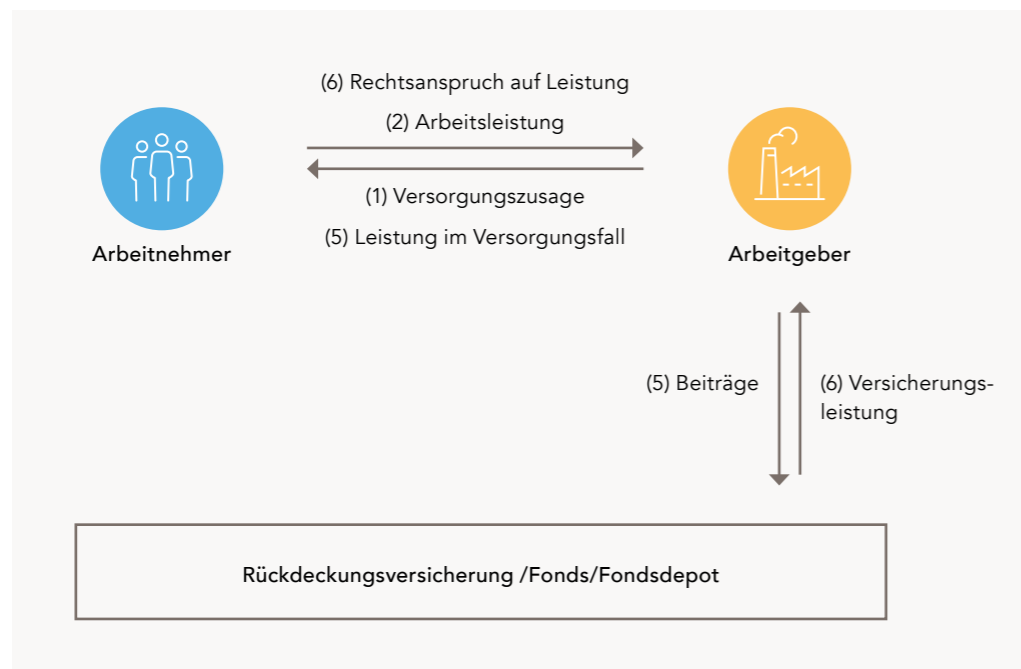 (6) Rechtsanspruch auf Leistung
(2) Arbeitsleistung
(1) Versorgungszusage
(5) Leistung im Versorgungsfall
Arbeitnehmer
Arbeitgeber
(5) Beiträge
(6) Versicherungs-
leistung
Rückdeckungsversicherung /Fonds/Fondsdepot